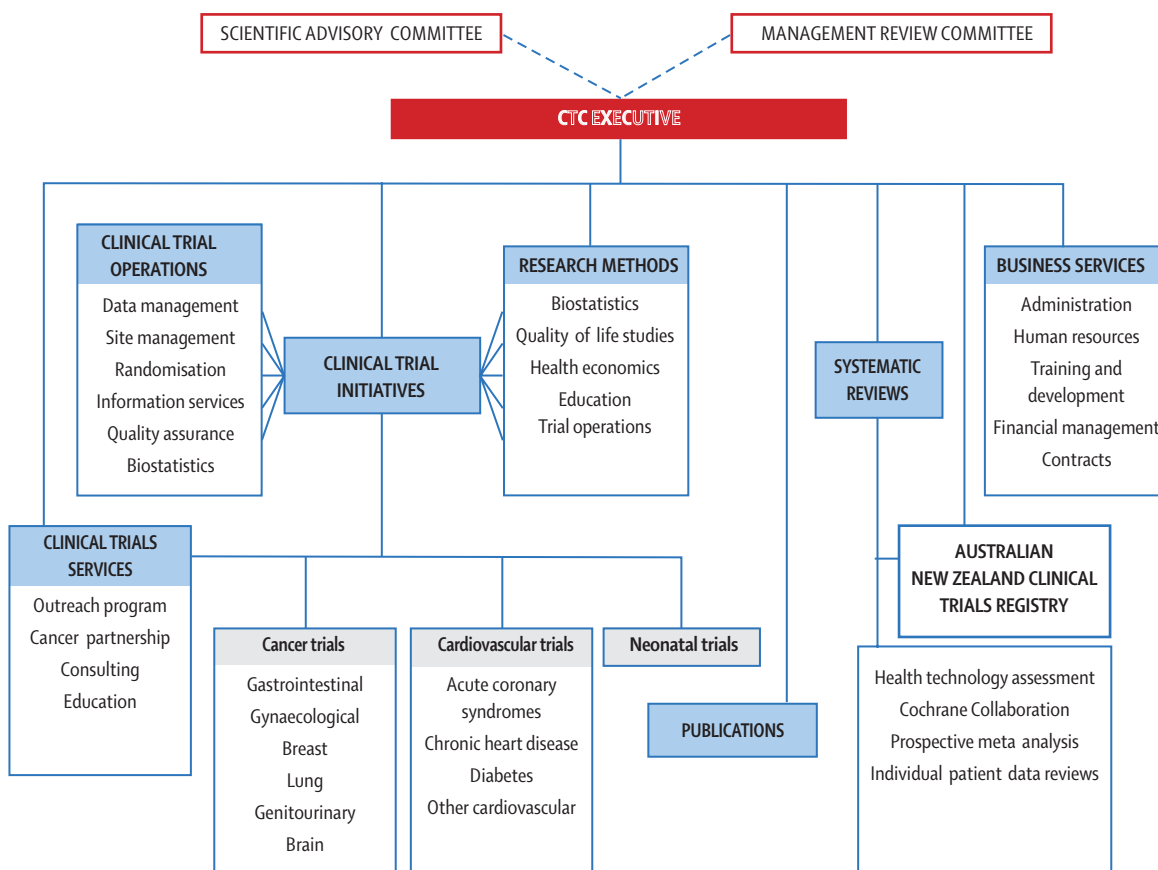 SCIENTIFIC ADVISORY COMMITTEE
MANAGEMENT REVIEW COMMITTEE
CTC EXECUTIVE
CLINICAL TRIAL
OPERATIONS
Data management
Site management
Randomisation
Information services
Quality assurance
Biostatistics
CLINICAL TRIAL
INITIATIVES
RESEARCH METHODS
Biostatistics
Quality of life studies
Health economics
Education
Trial operations
SYSTEMATIC
REVIEWS
BUSINESS SERVICES
Administration
Human resources
Training and
development
Financial management
Contracts
CLINICAL TRIALS
SERVICES
Outreach program
Cancer partnership
Consulting
Education
Cancer trials
Gastrointestinal
Gynaecological
Breast
Lung
Genitourinary
Brain
Cardiovascular trials
Acute coronary
syndromes
Chronic heart disease
Diabetes
Other cardiovascular
Neonatal trials
PUBLICATIONS
AUSTRALIAN
NEW ZEALAND CLINICAL
TRIALS REGISTRY
Health technology assessment
Cochrane Collaboration
Prospective meta analysis
Individual patient data reviews